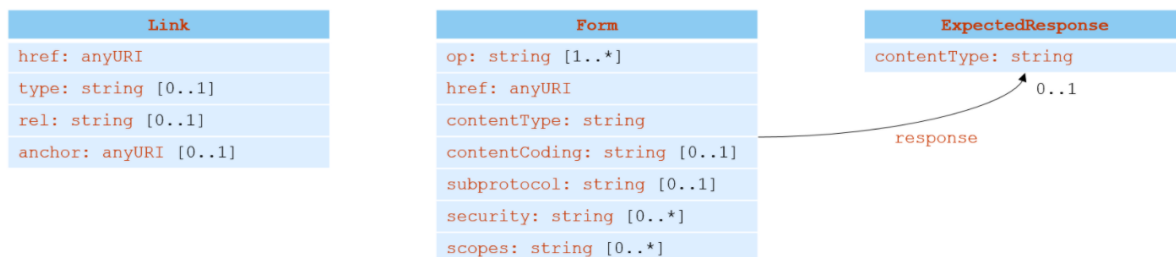 Link
href: anyURI
type: string [0..1]
rel: string [0..1]
anchor: anyURI [0..1]
Form
op: string [1..*]
href: anyURI
contentType: string
contentCoding: string [0..1]
subprotocol: string [0..1]
security: string [0..*]
scopes: string [0..*]
response
ExpectedResponse
contentType: string
0..1